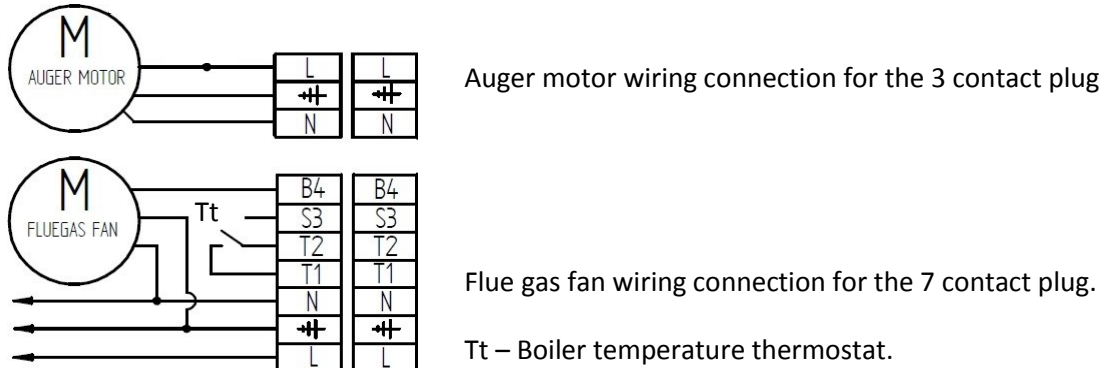 M
AUGER MOTOR
L L
N N
Auger motor wiring connection for the 3 contact plug
M
FLUEGAS FAN
Tt
B4 B4
S3 S3
T2 T2
T1 T1
N N
L L
Flue gas fan wiring connection for the 7 contact plug.
Tt – Boiler temperature thermostat.